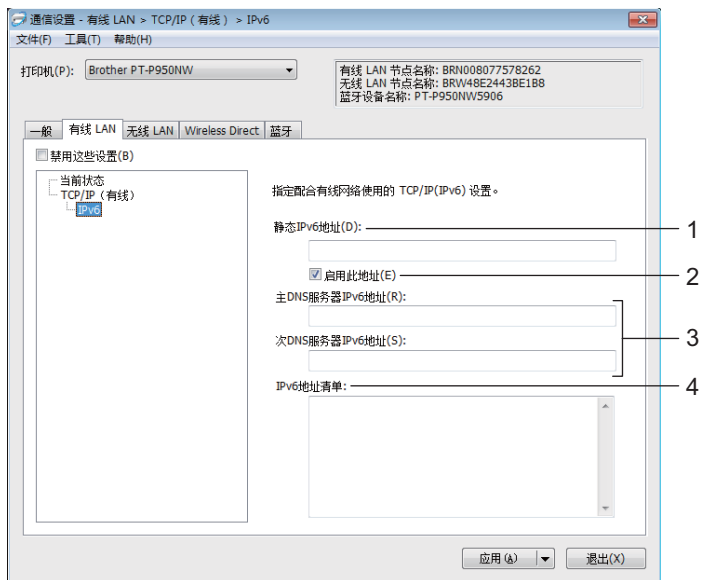 通信设置 - 有线 LAN > TCP/IP ( 有线 ) > IPv6
文件(F) 工具(T) 帮助(H)
打印机(P): Brother PT-P950NW
有线 LAN 节点名称: BRN008077578262
无线 LAN 节点名称: BRW48E2443BE1B8
蓝牙设备名称: PT-P950NW5906
一般 有线 LAN 无线 LAN Wireless Direct 蓝牙
禁用这些设置(B)
当前状态
TCP/IP ( 有线 )
IPv6
指定配合有线网络使用的 TCP/IP(IPv6) 设置。
静态IPv6地址(D):
1
启用此地址(E)
2
主DNS服务器IPv6地址(R):
次DNS服务器IPv6地址(S):
3
IPv6地址清单:
4
应用(A) 退出(X)